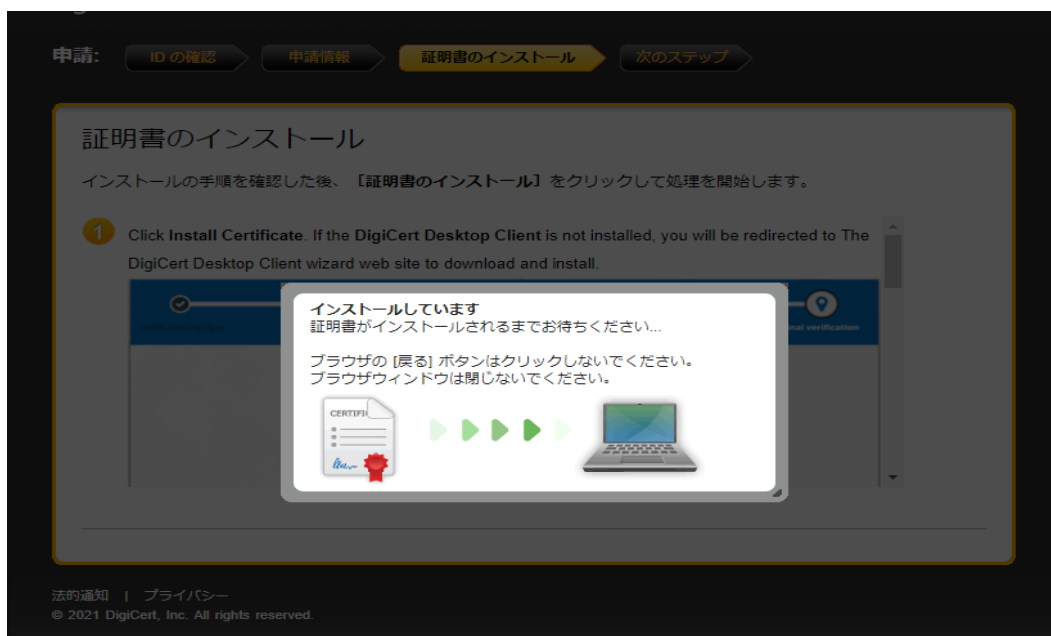 申請:
ID の確認
申請情報
証明書のインストール
次のステップ
証明書のインストール
インストールの手順を確認した後、［証明書のインストール］をクリックして処理を開始します。
1
Click Install Certificate. If the DigiCert Desktop Client is not installed, you will be redirected to The
DigiCert Desktop Client wizard web site to download and install.
インストールしています
証明書がインストールされるまでお待ちください...
ブラウザの [戻る] ボタンはクリックしないでください。
ブラウザウィンドウは閉じないでください。
CERTIFI
法的通知 | プライバシー
© 2021 DigiCert, Inc. All rights reserved.